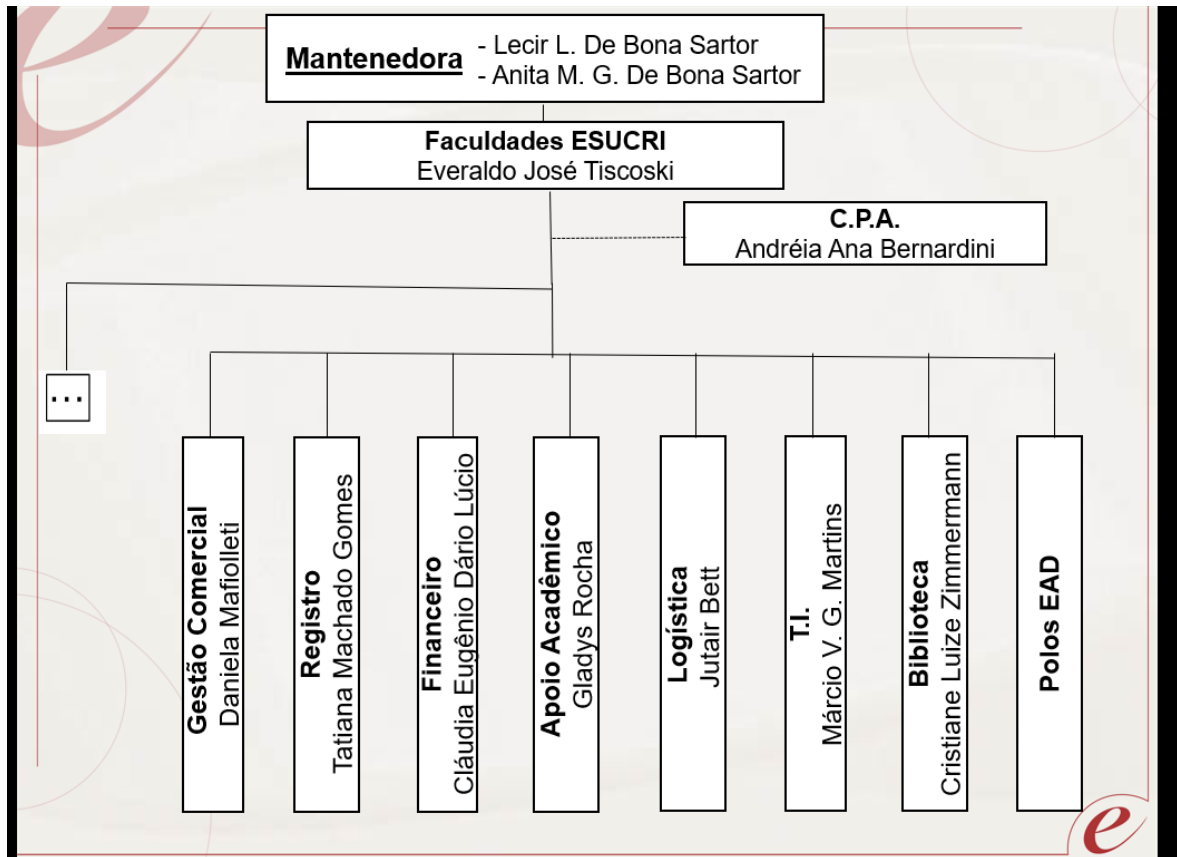 Mantenedora
- Lecir L. De Bona Sartor
- Anita M. G. De Bona Sartor
Faculdades ESUCRI
Everaldo José Tiscoski
C.P.A.
Andréia Ana Bernardini
...
Gestão Comercial
Daniela Mafiolleti
Registro
Tatiana Machado Gomes
Financeiro
Cláudia Eugênio Dário Lúcio
Apoio Acadêmico
Gladys Rocha
Logística
Jutair Bett
T.I.
Márcio V. G. Martins
Biblioteca
Cristiane Luize Zimmermann
Polos EAD
e